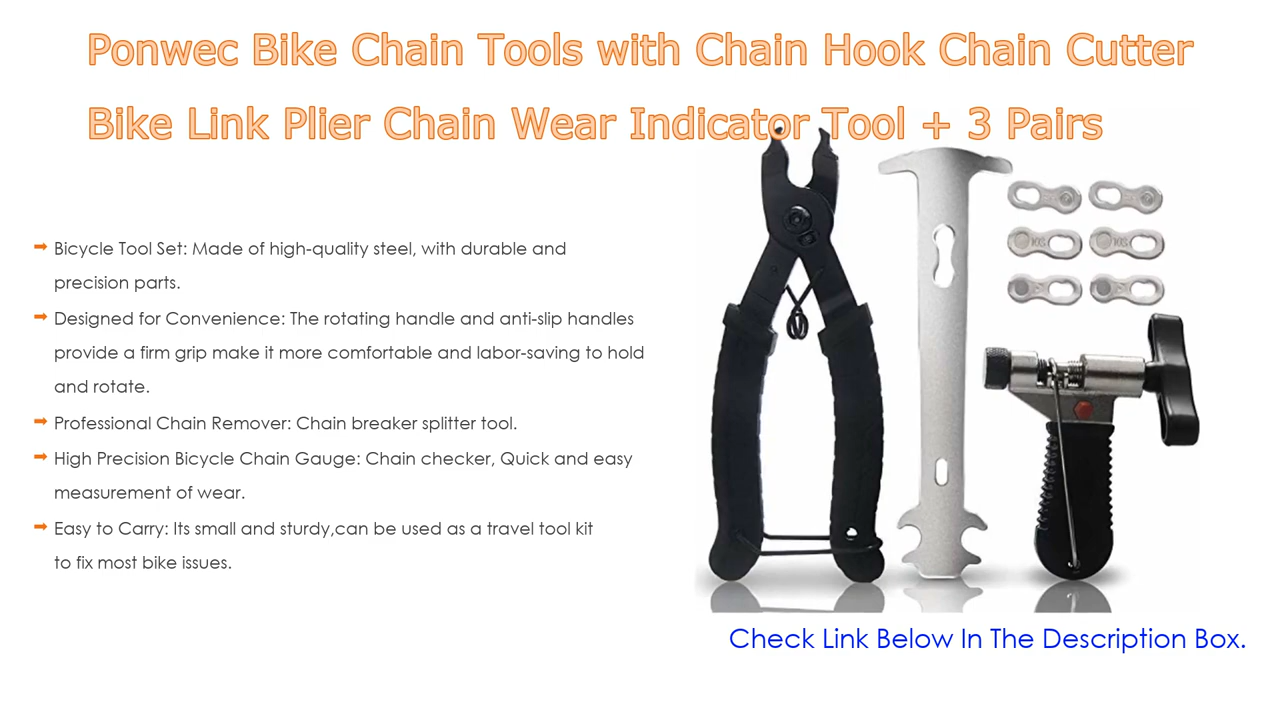 Ponwec Bike Chain Tools with Chain Hook Chain Cutter
Bike Link Plier Chain Wear Indicator Tool + 3 Pairs
Bicycle Tool Set: Made of high-quality steel, with durable and
precision parts.
Designed for Convenience: The rotating handle and anti-slip handles
provide a firm grip make it more comfortable and labor-saving to hold
and rotate.
Professional Chain Remover: Chain breaker splitter tool.
High Precision Bicycle Chain Gauge: Chain checker, Quick and easy
measurement of wear.
Easy to Carry: Its small and sturdy,can be used as a travel tool kit
to fix most bike issues.
Check Link Below In The Description Box.